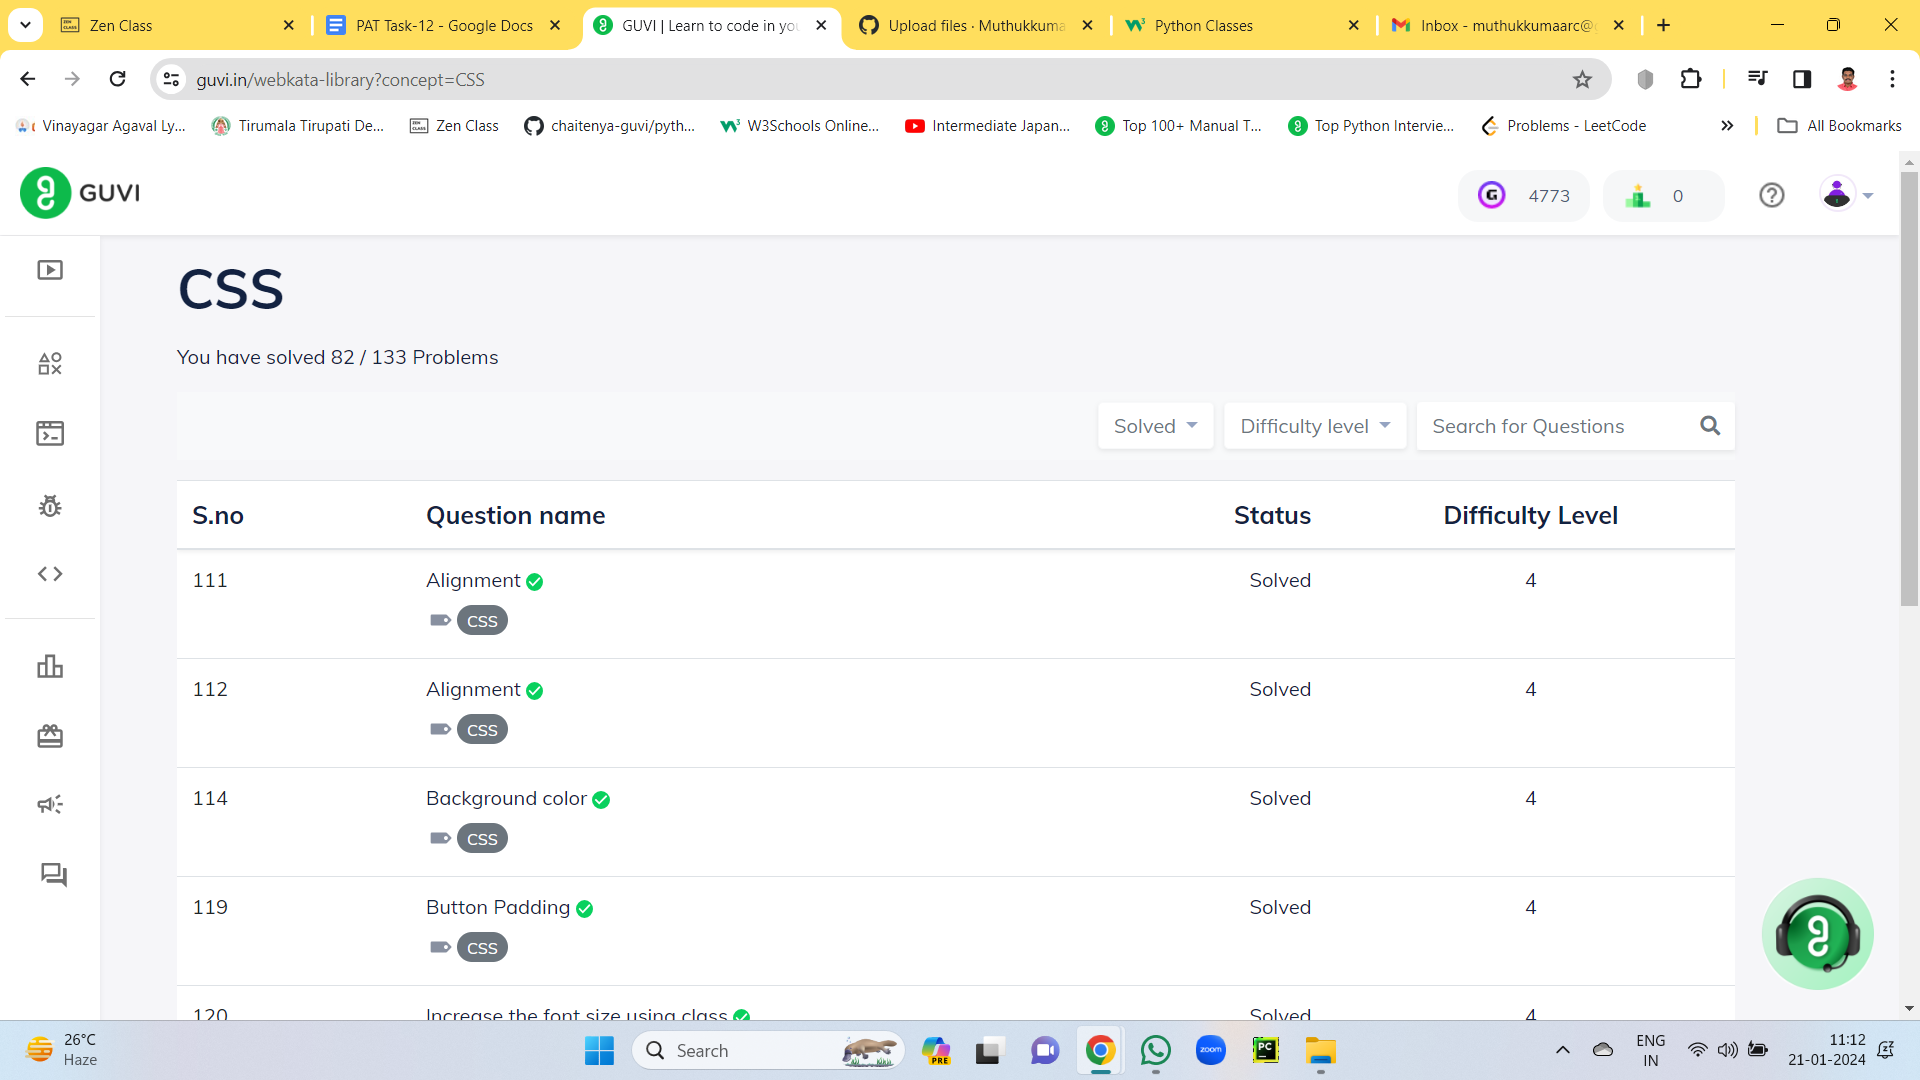 Zen Class
PAT Task-12 - Google Docs
GUVI | Learn to code in you
Upload files · Muthukkuma
Python Classes
Inbox - muthukkumaarc@
guvi.in/webkata-library?concept=CSS
Vinayagar Agaval Ly...
Tirumala Tirupati De...
Zen Class
chaitenya-guvi/pyth...
W3Schools Online...
Intermediate Japan...
Top 100+ Manual T...
Top Python Intervie...
Problems - LeetCode
All Bookmarks
GUVI
4773
0
CSS
You have solved 82 / 133 Problems
Solved
Difficulty level
Search for Questions
S.no Question name Status Difficulty Level
111 Alignment Solved 4
CSS
112 Alignment Solved 4
CSS
114 Background color Solved 4
CSS
119 Button Padding Solved 4
CSS
120 Increase the font size using class Solved 4
26°C
Haze
Search
PRE
zoom
PC
ENG
IN
11:12
21-01-2024